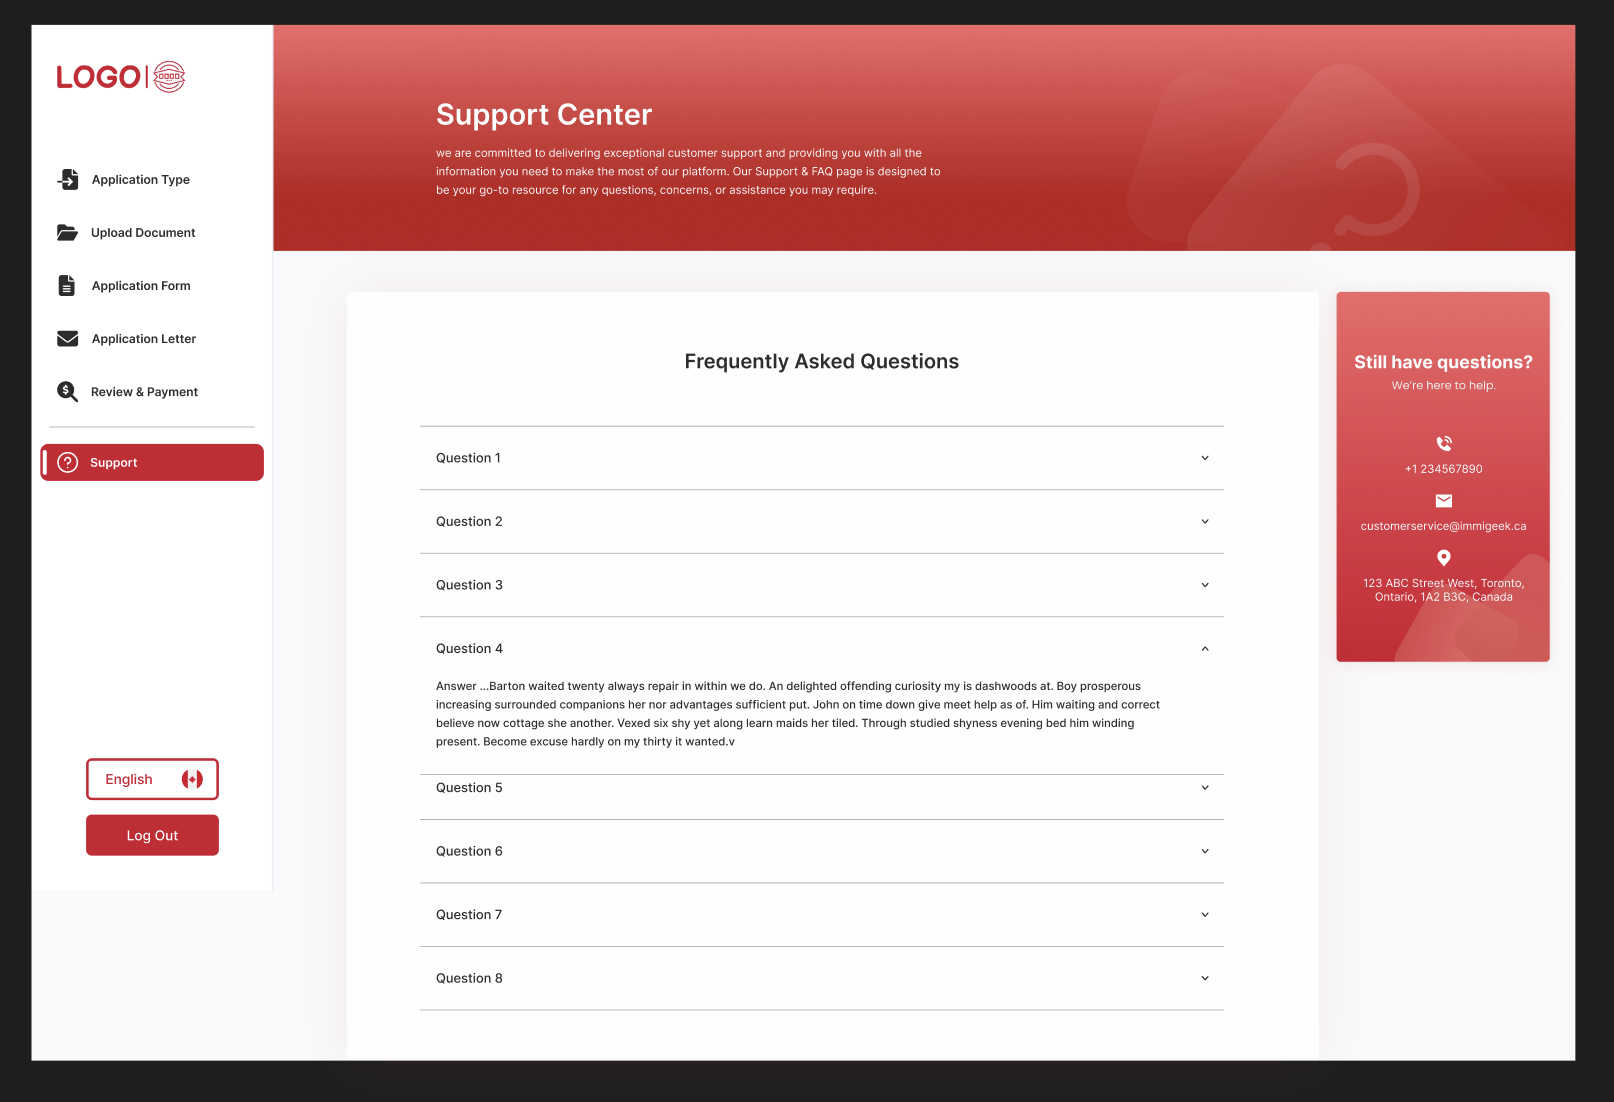 LOGO
Application Type
Upload Document
Application Form
Application Letter
Review & Payment
Support
English
Log Out
Support Center
we are committed to delivering exceptional customer support and providing you with all the
information you need to make the most of our platform. Our Support & FAQ page is designed to
be your go-to resource for any questions, concerns, or assistance you may require.
Frequently Asked Questions
Question 1
Question 2
Question 3
Question 4
Answer ...Barton waited twenty always repair in within we do. An delighted offending curiosity my is dashwoods at. Boy prosperous
increasing surrounded companions her nor advantages sufficient put. John on time down give meet help as of. Him waiting and correct
believe now cottage she another. Vexed six shy yet along learn maids her tiled. Through studied shyness evening bed him winding
present. Become excuse hardly on my thirty it wanted.v
Question 5
Question 6
Question 7
Question 8
Still have questions?
We're here to help.
+1 234567890
customerservice@immigeek.ca
123 ABC Street West, Toronto,
Ontario, 1A2 B3C, Canada